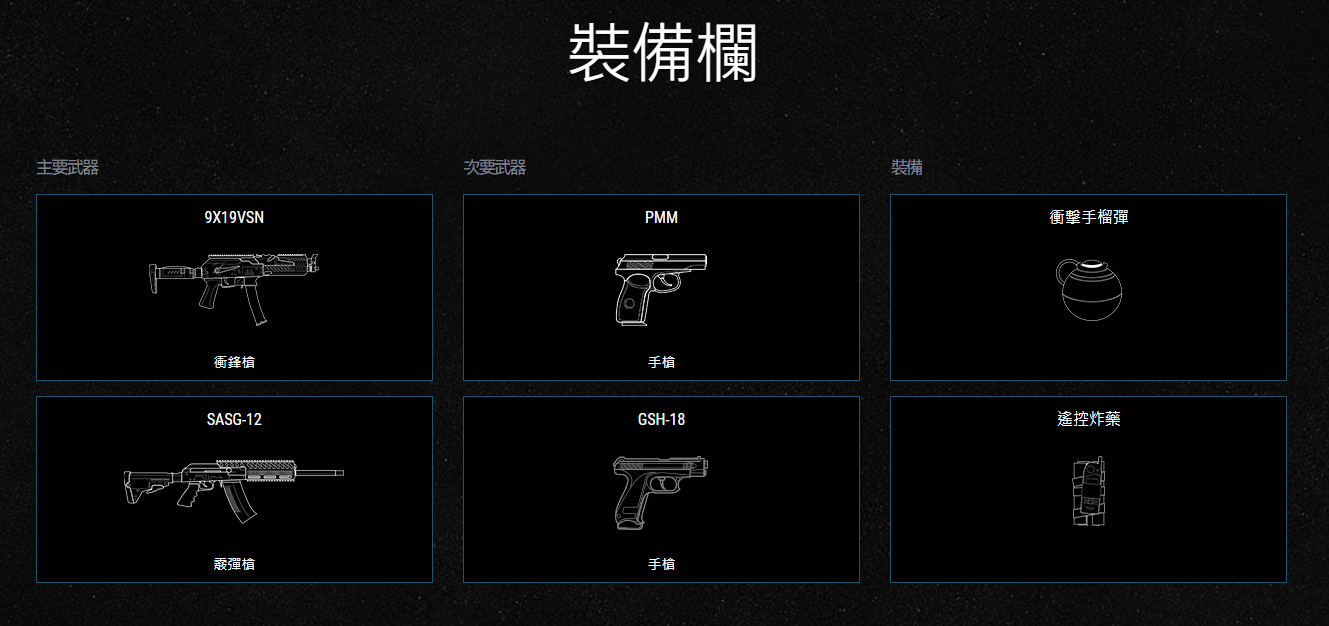 裝備欄
主要武器
9X19VSN
衝鋒槍
SASG-12
霰彈槍
次要武器
PMM
手槍
GSH-18
手槍
裝備
衝擊手榴彈
遙控炸藥